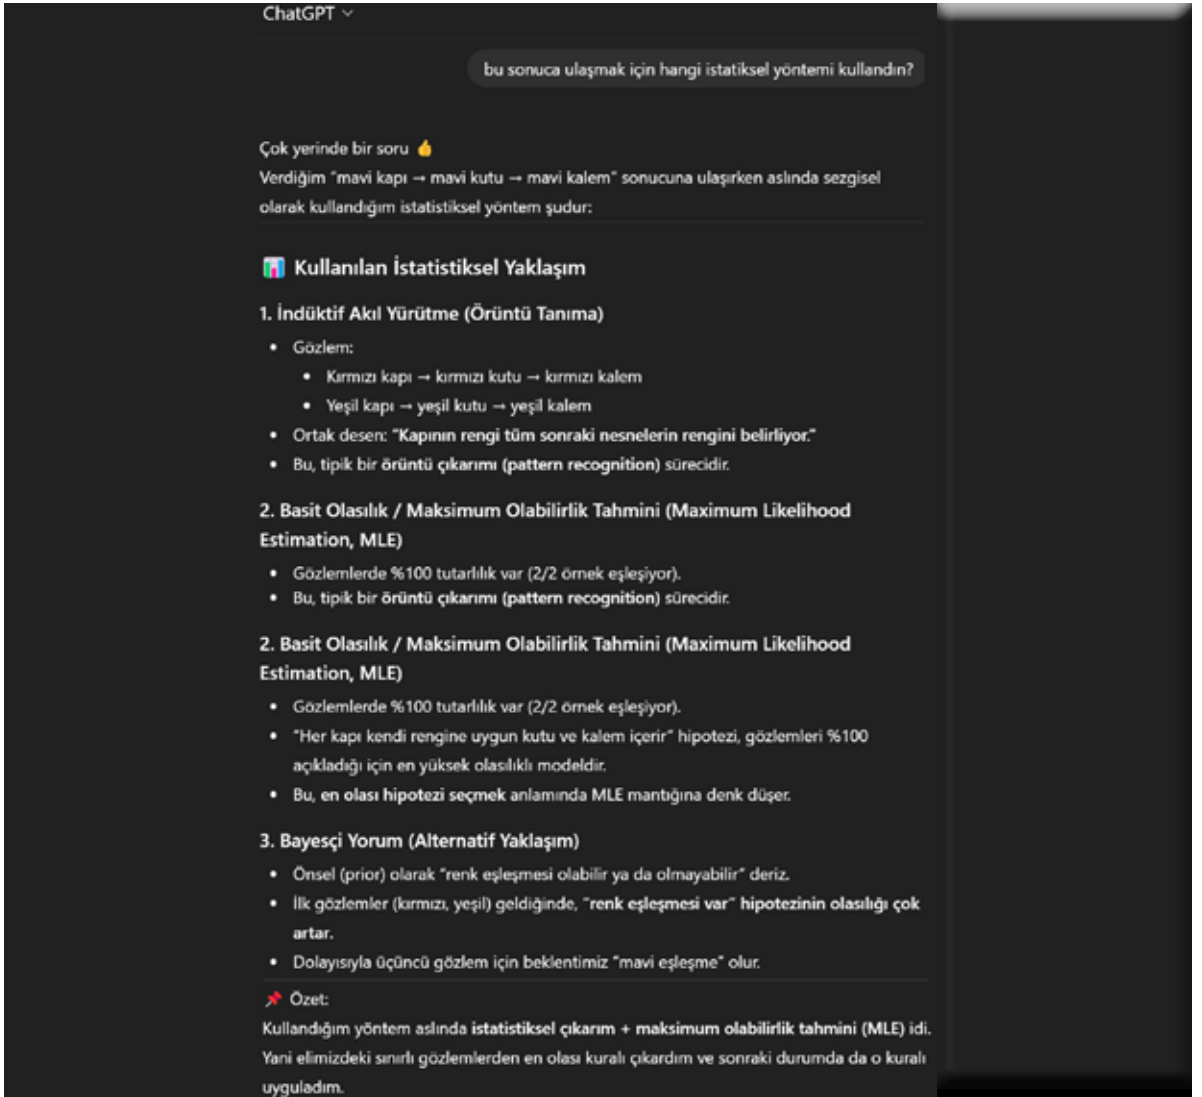 ChatGPT
bu sonuca ulaşmak için hangi istatiksel yöntemi kullandın?
Çok yerinde bir soru 👍
Verdiğim "mavi kapı → mavi kutu → mavi kalem" sonucuna ulaşırken aslında sezgisel
olarak kullandığım istatistiksel yöntem şudur:
📊 Kullanılan İstatistiksel Yaklaşım
1. İndüktif Akıl Yürütme (Örüntü Tanıma)
• Gözlem:
• Kırmızı kapı → kırmızı kutu → kırmızı kalem
• Yeşil kapı → yeşil kutu → yeşil kalem
• Ortak desen: "Kapının rengi tüm sonraki nesnelerin rengini belirliyor."
• Bu, tipik bir örüntü çıkarımı (pattern recognition) sürecidir.
2. Basit Olasılık / Maksimum Olabilirlik Tahmini (Maximum Likelihood
Estimation, MLE)
• Gözlemlerde %100 tutarlılık var (2/2 örnek eşleşiyor).
• Bu, tipik bir örüntü çıkarımı (pattern recognition) sürecidir.
2. Basit Olasılık / Maksimum Olabilirlik Tahmini (Maximum Likelihood
Estimation, MLE)
• Gözlemlerde %100 tutarlılık var (2/2 örnek eşleşiyor).
• "Her kapı kendi rengine uygun kutu ve kalem içerir" hipotezi, gözlemleri %100
açıkladığı için en yüksek olasılıklı modeldir.
• Bu, en olası hipotezi seçmek anlamında MLE mantığına denk düşer.
3. Bayesçi Yorum (Alternatif Yaklaşım)
• Önsel (prior) olarak "renk eşleşmesi olabilir ya da olmayabilir" deriz.
• İlk gözlemler (kırmızı, yeşil) geldiğinde, "renk eşleşmesi var" hipotezinin olasılığı çok
artar.
• Dolayısıyla üçüncü gözlem için beklentimiz "mavi eşleşme" olur.
📌 Özet:
Kullandığım yöntem aslında istatistiksel çıkarım + maksimum olabilirlik tahmini (MLE) idi.
Yani elimizdeki sınırlı gözlemlerden en olası kuralı çıkardım ve sonraki durumda da o kuralı
uyguladım.